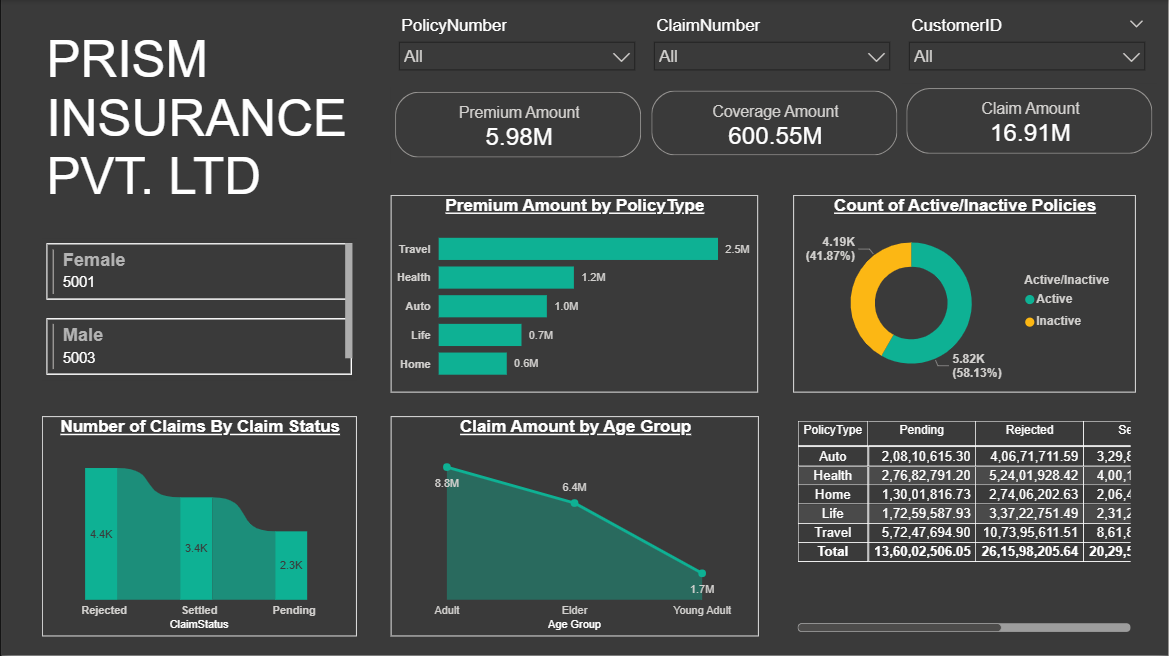 PRISM
INSURANCE
PVT. LTD
PolicyNumber
All
ClaimNumber
All
CustomerID
All
Premium Amount
5.98M
Coverage Amount
600.55M
Claim Amount
16.91M
Female
5001
Male
5003
Premium Amount by PolicyType
Travel 2.5M
Health 1.2M
Auto 1.0M
Life 0.7M
Home 0.6M
Count of Active/Inactive Policies
4.19K
(41.87%)
5.82K
(58.13%)
Active/Inactive
Active
Inactive
Number of Claims By Claim Status
4.4K
3.4K
2.3K
Rejected Settled Pending
ClaimStatus
Claim Amount by Age Group
8.8M
6.4M
1.7M
Adult Elder Young Adult
Age Group
PolicyType Pending Rejected Se
Auto 2,08,10,615.30 4,06,71,711.59 3,29,8
Health 2,76,82,791.20 5,24,01,928.42 4,00,1
Home 1,30,01,816.73 2,74,06,202.63 2,06,4
Life 1,72,59,587.93 3,37,22,751.49 2,31,2
Travel 5,72,47,694.90 10,73,95,611.51 8,61,8
Total 13,60,02,506.05 26,15,98,205.64 20,29,5